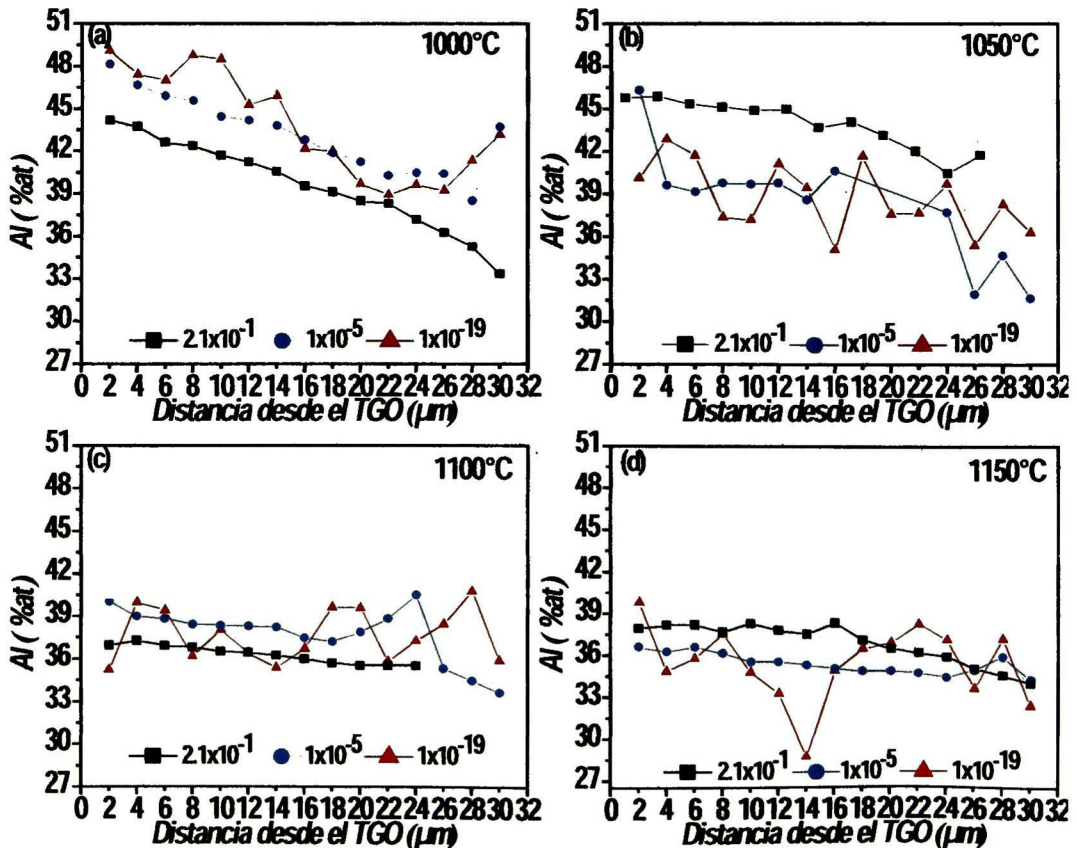 (a) 1000°C
51
48
45
42
39
36
33
30
27
Al ( %at)
2.1x10-1 1x10-5 1x10-19
0 2 4 6 8 10 12 14 16 18 20 22 24 26 28 30 32
Distancia desde el TGO (µm)
(b) 1050°C
51
48
45
42
39
36
33
30
27
Al ( %at)
2.1x10-1 1x10-5 1x10-19
0 2 4 6 8 10 12 14 16 18 20 22 24 26 28 30 32
Distancia desde el TGO (µm)
(c) 1100°C
51
48
45
42
39
36
33
30
27
Al ( %at)
2.1x10-1 1x10-5 1x10-19
0 2 4 6 8 10 12 14 16 18 20 22 24 26 28 30 32
Distancia desde el TGO (µm)
(d) 1150°C
51
48
45
42
39
36
33
30
27
Al ( %at)
2.1x10-1 1x10-5 1x10-19
0 2 4 6 8 10 12 14 16 18 20 22 24 26 28 30 32
Distancia desde el TGO (µm)